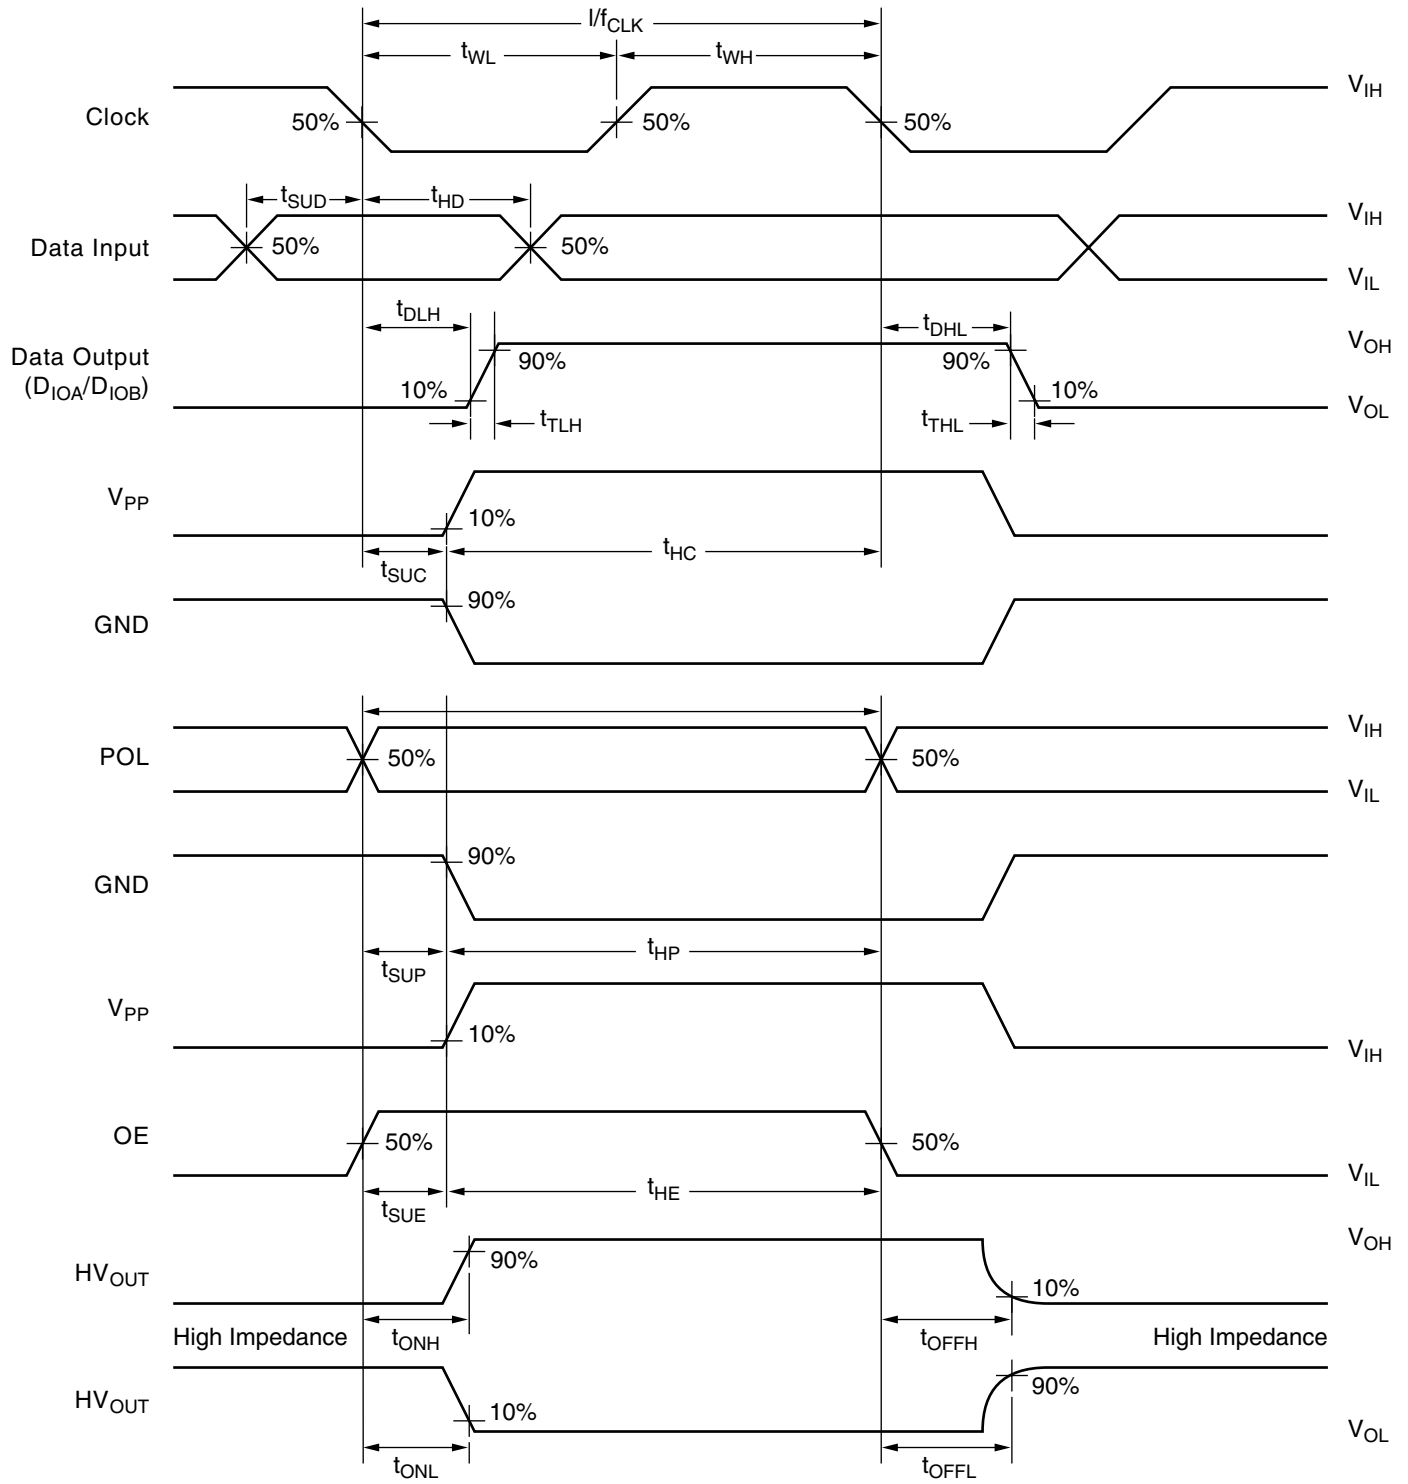 l/fCLK
tWL
tWH
Clock
50%
50%
50%
VIH
tSUD
tHD
Data Input
50%
50%
VIH
VIL
tDLH
tDHL
Data Output
(DIOA/DIOB)
10%
90%
90%
10%
VOH
VOL
tTLH
tTHL
VPP
10%
tSUC
tHC
GND
90%
POL
50%
50%
VIH
VIL
GND
90%
tSUP
tHP
VPP
10%
VIH
OE
50%
50%
VIL
tSUE
tHE
HVOUT
90%
10%
VOH
tONH
tOFFH
High Impedance
High Impedance
HVOUT
10%
90%
VOL
tONL
tOFFL